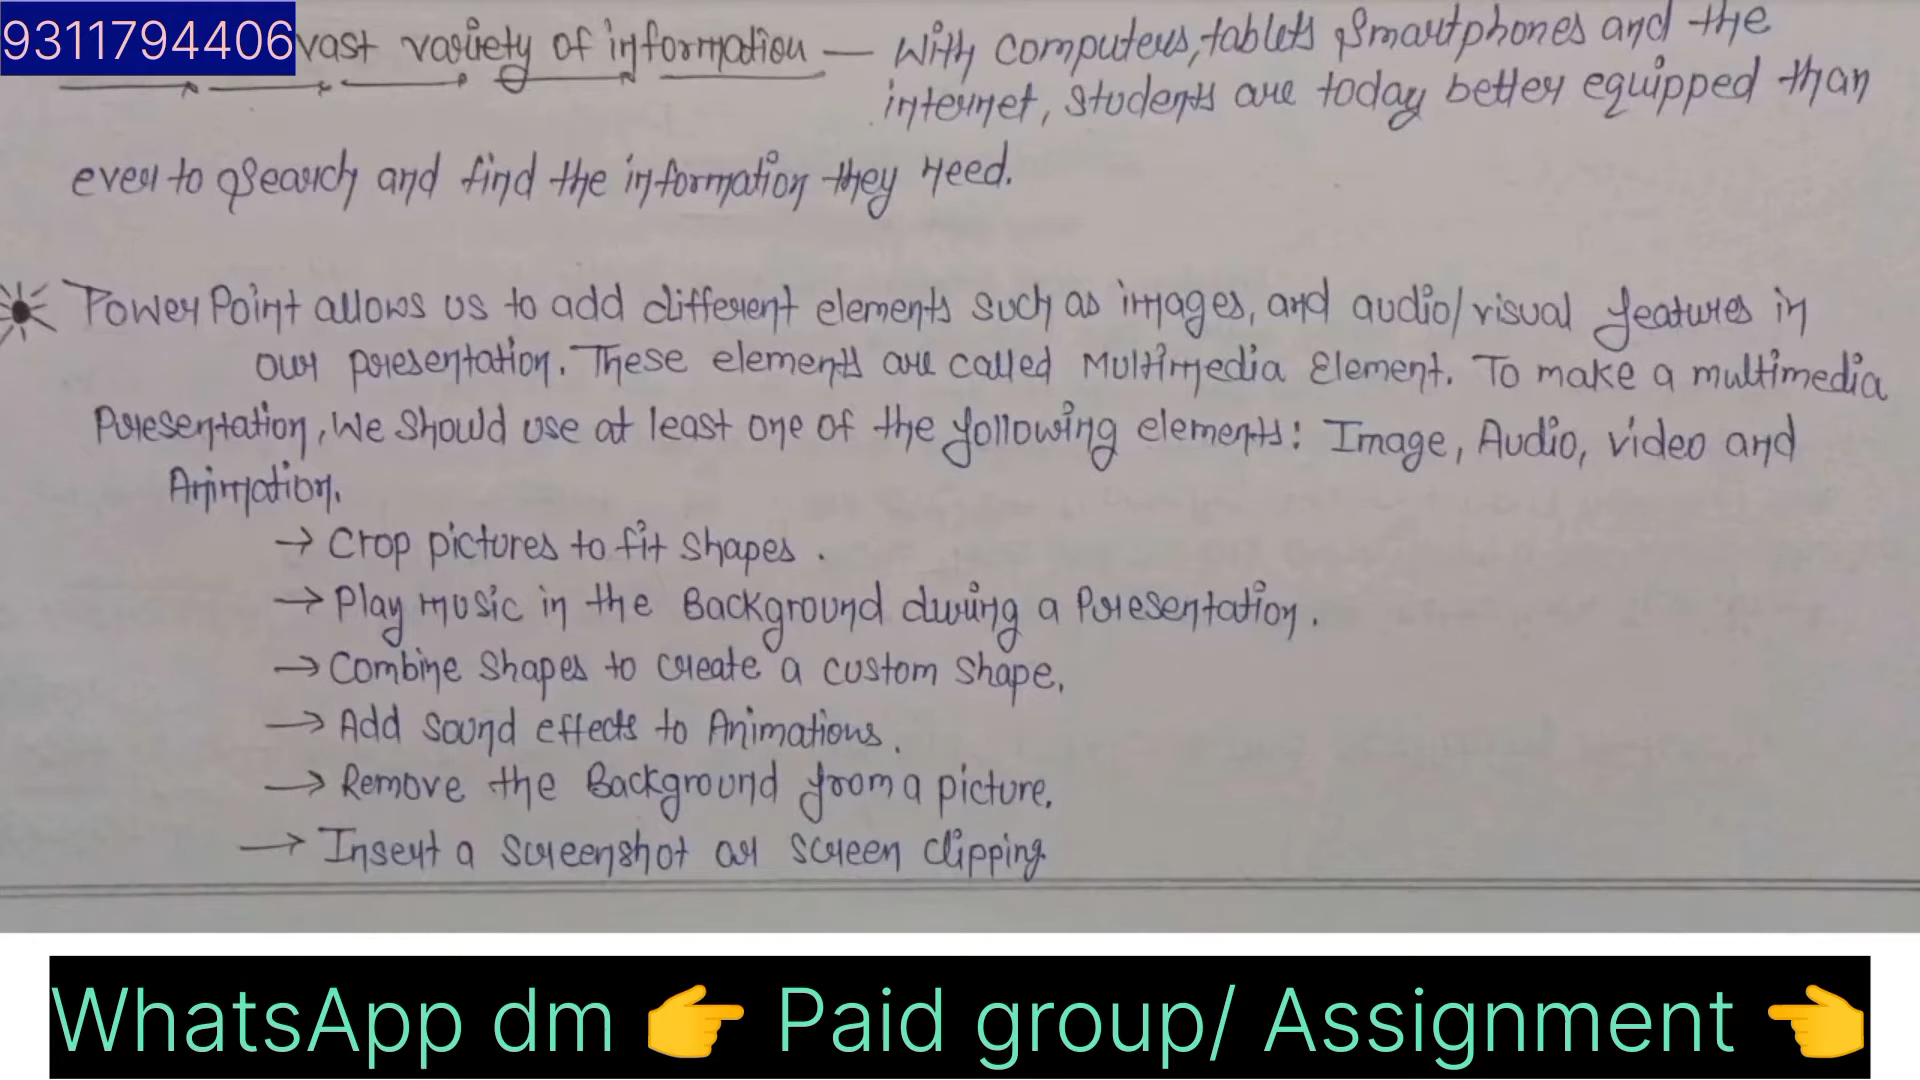 9311794406 vast variety of information — With computers, tablets smartphones and the
internet, students are today better equipped than
ever to search and find the information they need.
PowerPoint allows us to add different elements such as images, and audio/visual features in
our presentation. These elements are called Multimedia Element. To make a multimedia
Presentation, We should use at least one of the following elements: Image, Audio, video and
Animation.
→ Crop pictures to fit shapes.
→ Play music in the Background during a Presentation.
→ Combine shapes to create a custom shape.
→ Add sound effects to Animations.
→ Remove the Background from a picture.
→ Insert a screenshot or screen clipping
WhatsApp dm 👉 Paid group/ Assignment 👈